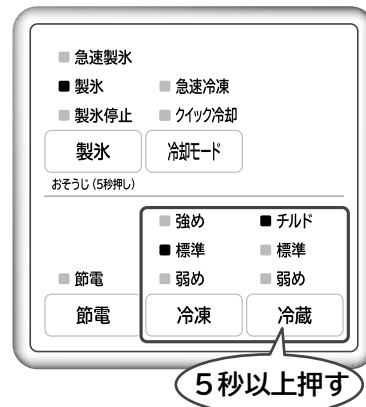 急速製氷
製氷 急速冷凍
製氷停止 クイック冷却
製氷 冷却モード
おそうじ（5秒押し）
強め チルド
標準 標準
節電 弱め 弱め
節電 冷凍 冷蔵
5秒以上押す